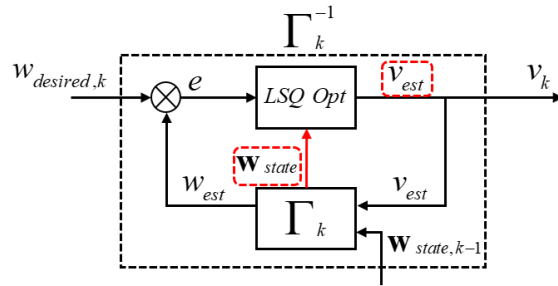 Γ_k^{-1}
w_{desired,k}
e
LSQ Opt
v_{est}
v_k
𝐰_{state}
w_{est}
v_{est}
Γ_k
𝐰_{state,k−1}